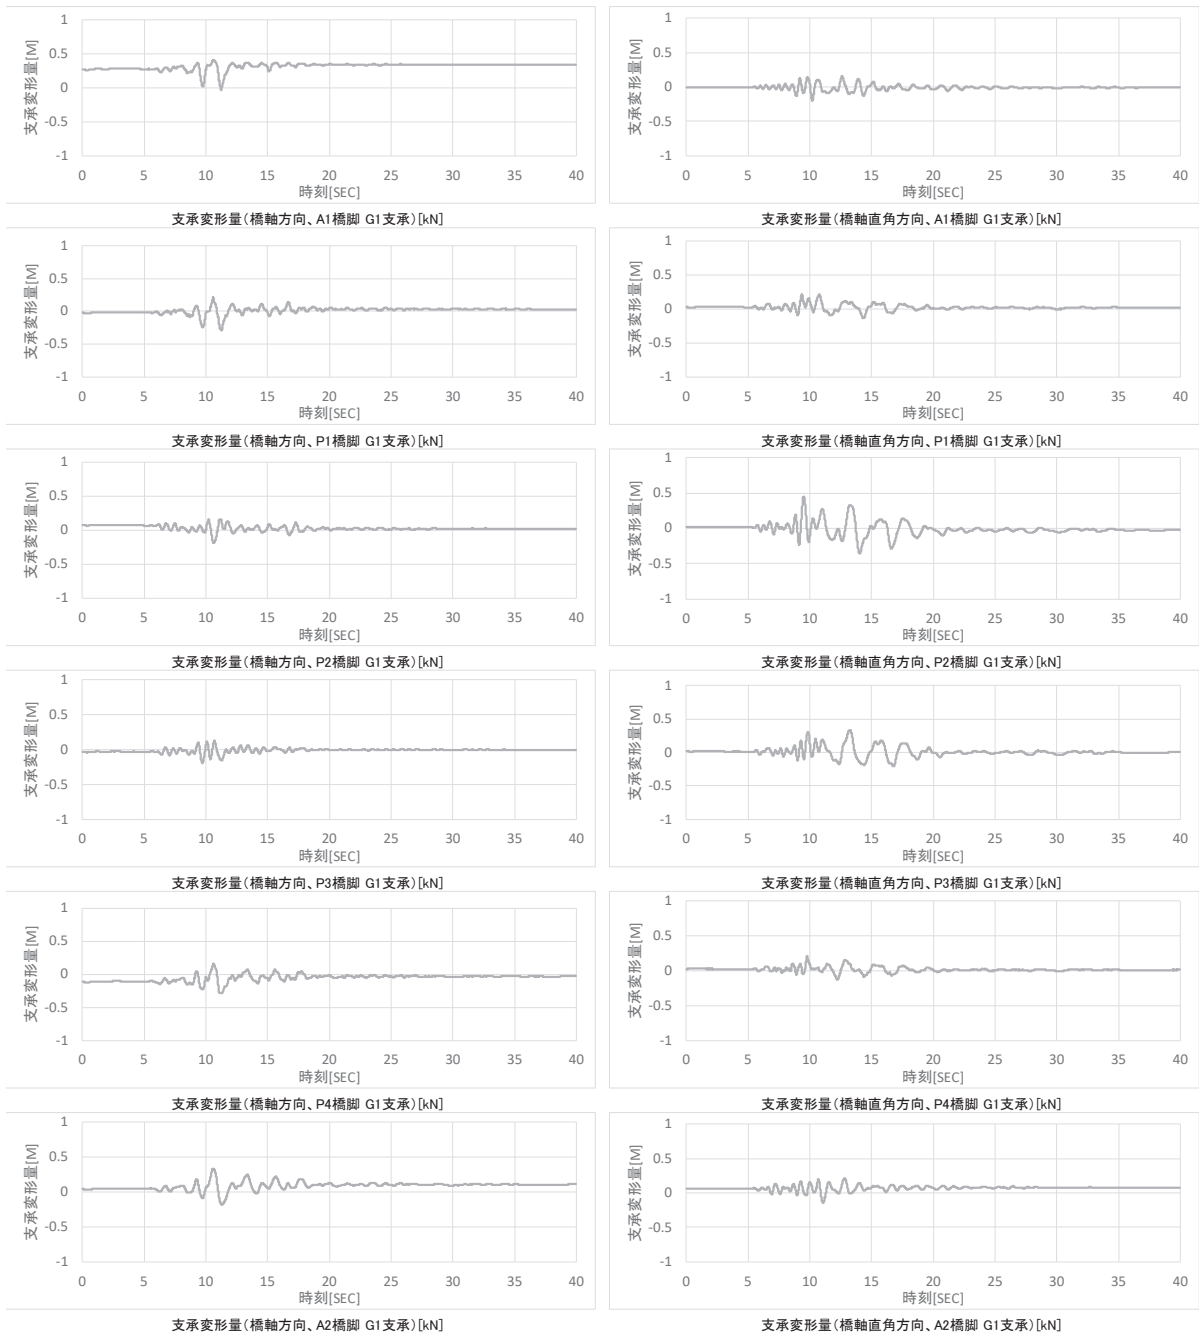 1
0.5
0
-0.5
-1
支承変形量[M]
0 5 10 15 20 25 30 35 40
時刻[SEC]
支承変形量(橋軸方向、A1橋脚 G1支承)[kN]
1
0.5
0
-0.5
-1
支承変形量[M]
0 5 10 15 20 25 30 35 40
時刻[SEC]
支承変形量(橋軸直角方向、A1橋脚 G1支承)[kN]
1
0.5
0
-0.5
-1
支承変形量[M]
0 5 10 15 20 25 30 35 40
時刻[SEC]
支承変形量(橋軸方向、P1橋脚 G1支承)[kN]
1
0.5
0
-0.5
-1
支承変形量[M]
0 5 10 15 20 25 30 35 40
時刻[SEC]
支承変形量(橋軸直角方向、P1橋脚 G1支承)[kN]
1
0.5
0
-0.5
-1
支承変形量[M]
0 5 10 15 20 25 30 35 40
時刻[SEC]
支承変形量(橋軸方向、P2橋脚 G1支承)[kN]
1
0.5
0
-0.5
-1
支承変形量[M]
0 5 10 15 20 25 30 35 40
時刻[SEC]
支承変形量(橋軸直角方向、P2橋脚 G1支承)[kN]
1
0.5
0
-0.5
-1
支承変形量[M]
0 5 10 15 20 25 30 35 40
時刻[SEC]
支承変形量(橋軸方向、P3橋脚 G1支承)[kN]
1
0.5
0
-0.5
-1
支承変形量[M]
0 5 10 15 20 25 30 35 40
時刻[SEC]
支承変形量(橋軸直角方向、P3橋脚 G1支承)[kN]
1
0.5
0
-0.5
-1
支承変形量[M]
0 5 10 15 20 25 30 35 40
時刻[SEC]
支承変形量(橋軸方向、P4橋脚 G1支承)[kN]
1
0.5
0
-0.5
-1
支承変形量[M]
0 5 10 15 20 25 30 35 40
時刻[SEC]
支承変形量(橋軸直角方向、P4橋脚 G1支承)[kN]
1
0.5
0
-0.5
-1
支承変形量[M]
0 5 10 15 20 25 30 35 40
時刻[SEC]
支承変形量(橋軸方向、A2橋脚 G1支承)[kN]
1
0.5
0
-0.5
-1
支承変形量[M]
0 5 10 15 20 25 30 35 40
時刻[SEC]
支承変形量(橋軸直角方向、A2橋脚 G1支承)[kN]